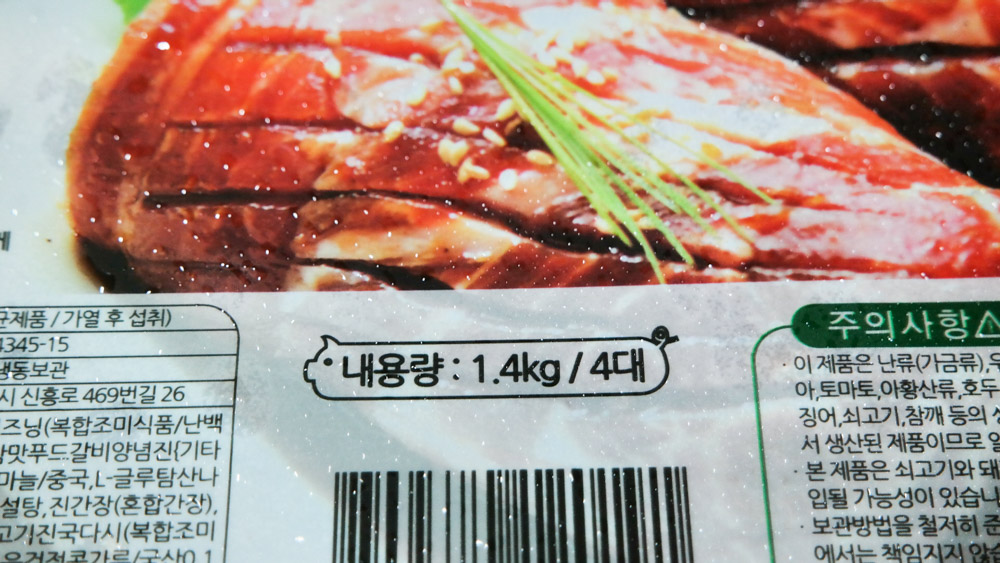 균제품 / 가열 후 섭취)
4345-15
냉동보관
시 신흥로 469번길 26
즈닝(복합조미식품/난백
맛푸드갈비양념진{기타
마늘/중국,L-글루탐산나
설탕,진간장(혼합간장),
고기진국다시(복합조미
내용량 : 1.4kg / 4대
주의사항
· 이 제품은 난류(가금류),우
아,토마토,아황산류,호두
징어,쇠고기,참깨 등의
서 생산된 제품이므로
· 본 제품은 쇠고기와 돼
입될 가능성이 있습니
· 보관방법을 철저히 준
에서는 책임지지 않습